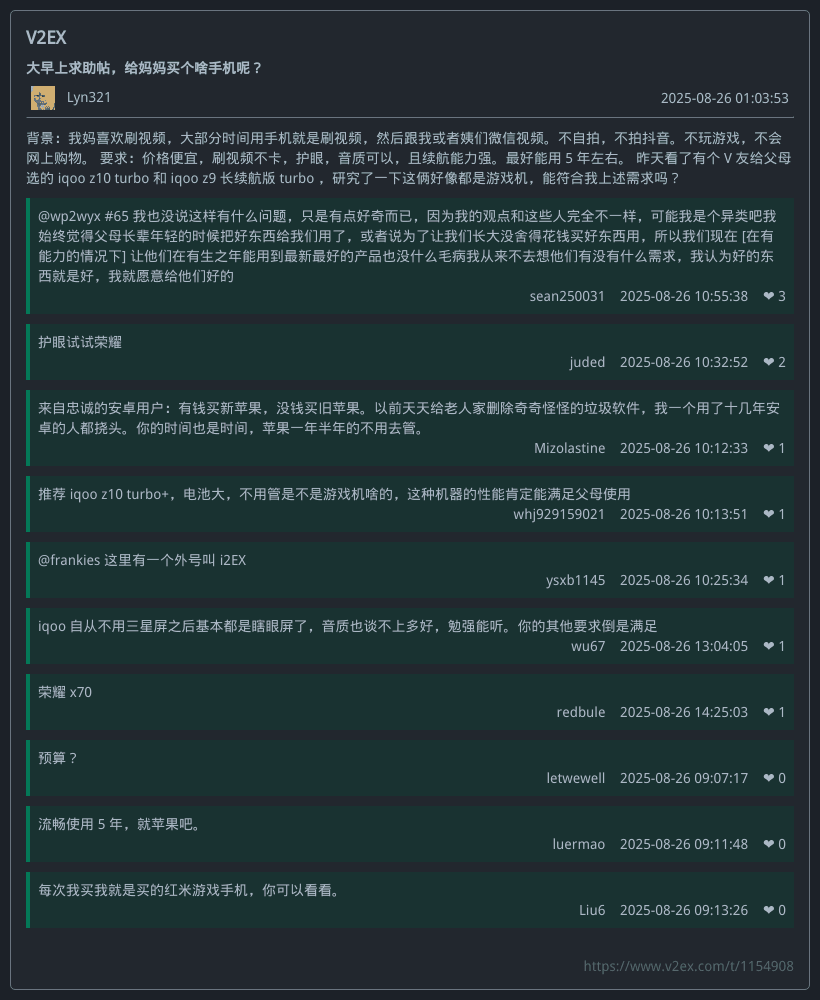 V2EX
大早上求助帖，给妈妈买个啥手机呢？
Lyn321
2025-08-26 01:03:53
背景：我妈喜欢刷视频，大部分时间用手机就是刷视频，然后跟我或者姨们微信视频。不自拍，不拍抖音。不玩游戏，不会
网上购物。 要求：价格便宜，刷视频不卡，护眼，音质可以，且续航能力强。最好能用 5 年左右。 昨天看了有个 V 友给父母
选的 iqoo z10 turbo 和 iqoo z9 长续航版 turbo ，研究了一下这俩好像都是游戏机，能符合我上述需求吗？
@wp2wyx #65 我也没说这样有什么问题，只是有点好奇而已，因为我的观点和这些人完全不一样，可能我是个异类吧我
始终觉得父母长辈年轻的时候把好东西给我们用了，或者说为了让我们长大没舍得花钱买好东西用，所以我们现在 [在有
能力的情况下] 让他们在有生之年能用到最新最好的产品也没什么毛病我从来不去想他们有没有什么需求，我认为好的东
西就是好，我就愿意给他们好的
sean250031 2025-08-26 10:55:38 ❤ 3
护眼试试荣耀
juded 2025-08-26 10:32:52 ❤ 2
来自忠诚的安卓用户：有钱买新苹果，没钱买旧苹果。以前天天给老人家删除奇奇怪怪的垃圾软件，我一个用了十几年安
卓的人都挠头。你的时间也是时间，苹果一年半年的不用去管。
Mizolastine 2025-08-26 10:12:33 ❤ 1
推荐 iqoo z10 turbo+，电池大，不用管是不是游戏机啥的，这种机器的性能肯定能满足父母使用
whj929159021 2025-08-26 10:13:51 ❤ 1
@frankies 这里有一个外号叫 i2EX
ysxb1145 2025-08-26 10:25:34 ❤ 1
iqoo 自从不用三星屏之后基本都是瞎眼屏了，音质也谈不上多好，勉强能听。你的其他要求倒是满足
wu67 2025-08-26 13:04:05 ❤ 1
荣耀 x70
redbule 2025-08-26 14:25:03 ❤ 1
预算？
letwewell 2025-08-26 09:07:17 ❤ 0
流畅使用 5 年，就苹果吧。
luermao 2025-08-26 09:11:48 ❤ 0
每次我买我就是买的红米游戏手机，你可以看看。
Liu6 2025-08-26 09:13:26 ❤ 0
https://www.v2ex.com/t/1154908